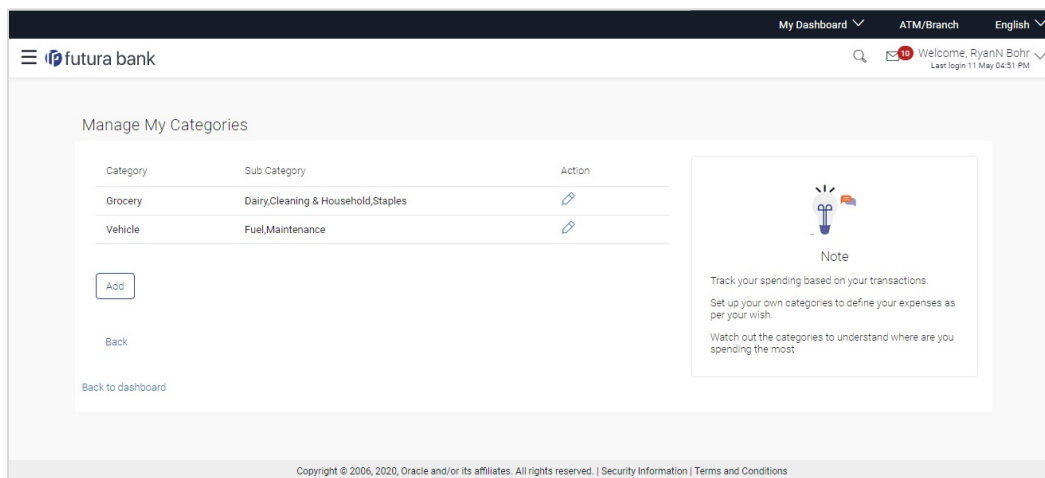 My Dashboard ATM/Branch English
futura bank
10 Welcome, RyanN Bohr
Last login 11 May 04:51 PM
Manage My Categories
Category Sub Category Action
Grocery Dairy,Cleaning & Household,Staples
Vehicle Fuel,Maintenance
Add
Back
Back to dashboard
Note
Track your spending based on your transactions.
Set up your own categories to define your expenses as
per your wish.
Watch out the categories to understand where are you
spending the most
Copyright © 2006, 2020, Oracle and/or its affiliates. All rights reserved. | Security Information | Terms and Conditions